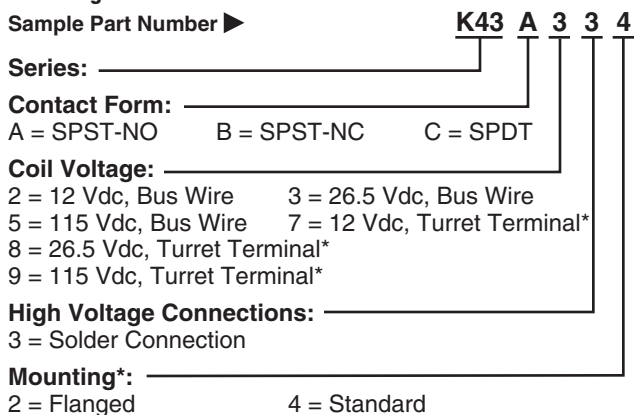 Sample Part Number ▶ K43 A 3 3 4
Series:
Contact Form:
A = SPST-NO B = SPST-NC C = SPDT
Coil Voltage:
2 = 12 Vdc, Bus Wire 3 = 26.5 Vdc, Bus Wire
5 = 115 Vdc, Bus Wire 7 = 12 Vdc, Turret Terminal*
8 = 26.5 Vdc, Turret Terminal*
9 = 115 Vdc, Turret Terminal*
High Voltage Connections:
3 = Solder Connection
Mounting*:
2 = Flanged 4 = Standard